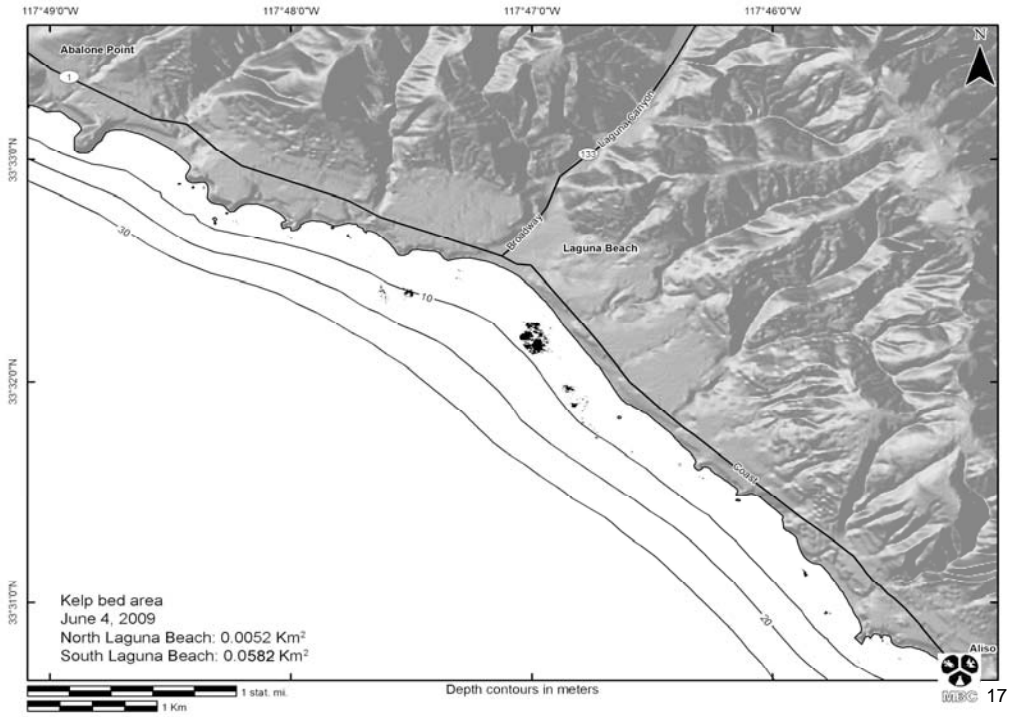 117°49'0"W
117°48'0"W
117°47'0"W
117°46'0"W
N
Abalone Point
1
Laguna Canyon
133
33°33'0"N
Broadway
Laguna Beach
30
10
33°32'0"N
Coast
33°31'0"N
20
Kelp bed area
June 4, 2009
North Laguna Beach: 0.0052 Km²
South Laguna Beach: 0.0582 Km²
Aliso
1 stat. mi.
Depth contours in meters
MBC
17
1 Km